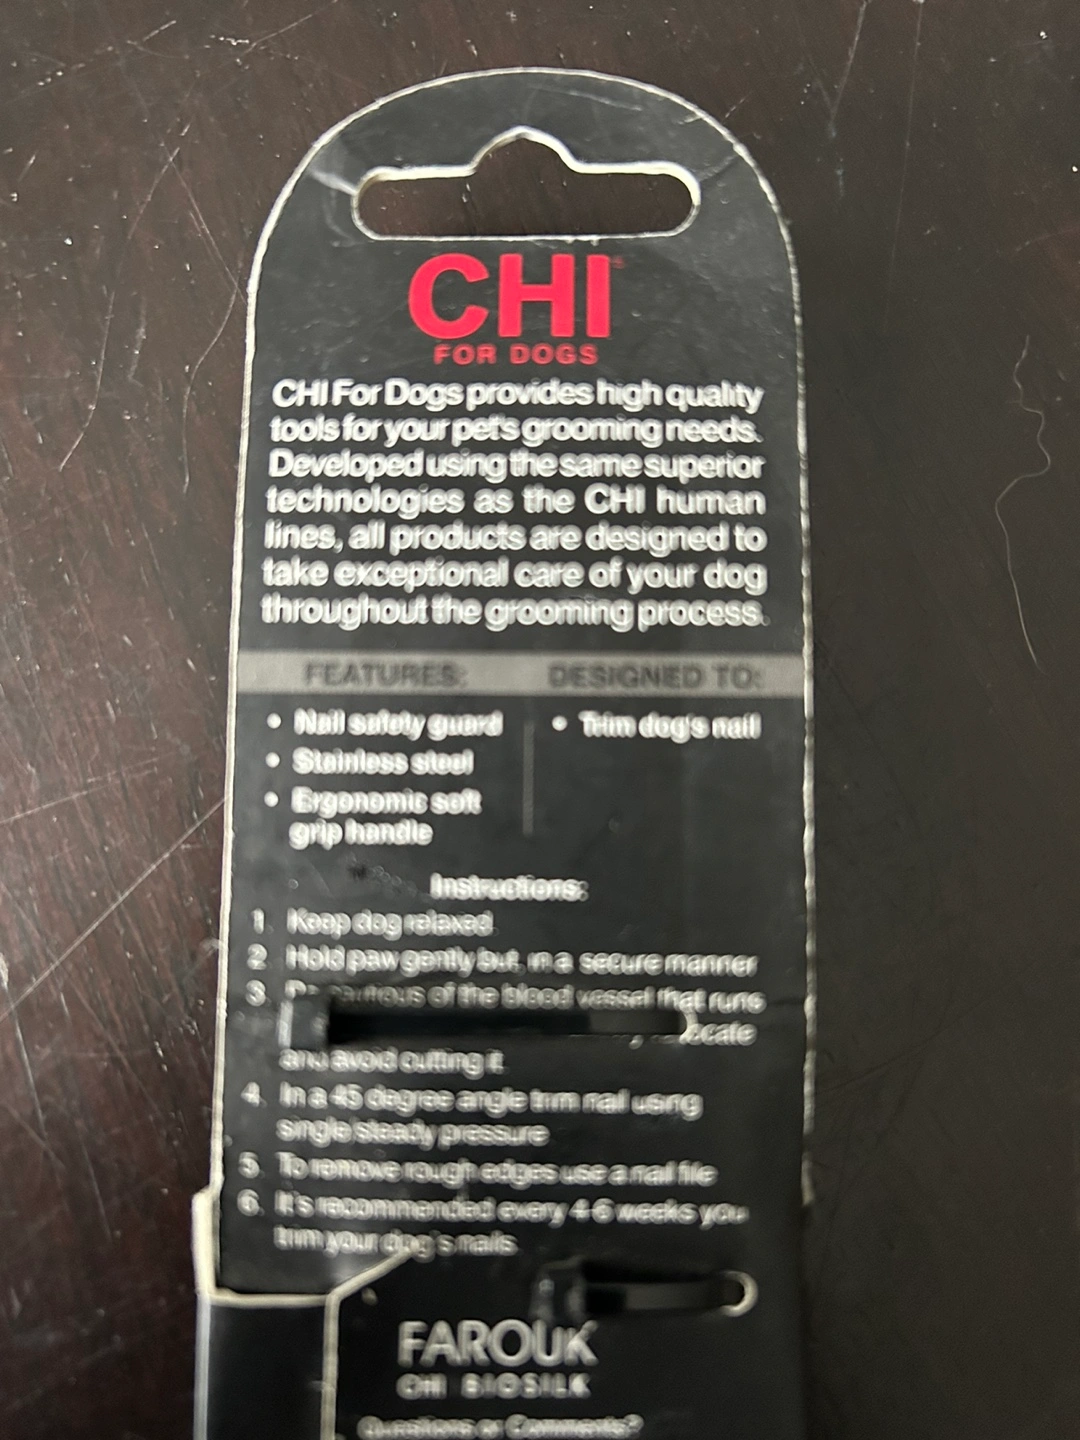 CHI
FOR DOGS
CHI For Dogs provides high quality
tools for your pet's grooming needs.
Developed using the same superior
technologies as the CHI human
lines, all products are designed to
take exceptional care of your dog
throughout the grooming process.
FEATURES: DESIGNED TO:
• Nail safety guard • Trim dog's nail
• Stainless steel
• Ergonomic soft
grip handle
Instructions:
1. Keep dog relaxed
2. Hold paw gently but, in a secure manner
3. of the blood vessel that runs
and avoid cutting it.
4. In a 45 degree angle trim nail using
single steady pressure
5. To remove rough edges use a nail file
6. It's recommended every 4-6 weeks you
trim your dog's nails.
FAROUK
CHI BIOSILK
Questions or Comments?